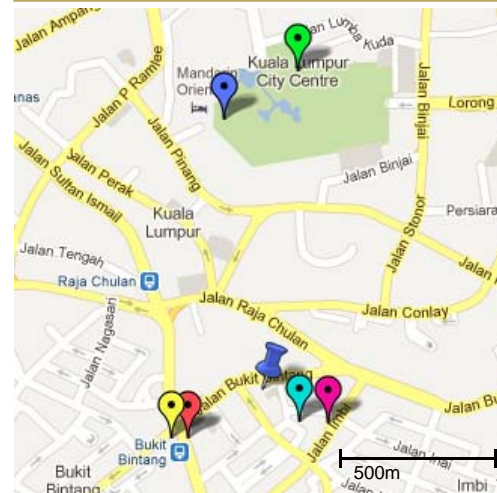 Jalan Ampang
Jalan Lumba Kuda
Kuala Lumpur
City Centre
Mandarin
Orien
anas
Jalan P Ramlee
Jalan Binjai
Lorong
Jalan Pinang
Jalan Sultan Ismail
Jalan Perak
Jalan Binjai
Kuala
Lumpur
Jalan Stonor
Persiara
Jalan Tengah
Raja Chulan
Jalan Nagasari
Jalan Raja Chulan
Jalan Conlay
Jalan Bukit Bintang
Jalan Bu
Jalan Imbi
Jalan Inai
Bukit
Bintang
Bukit
Bintang
Imbi
500m